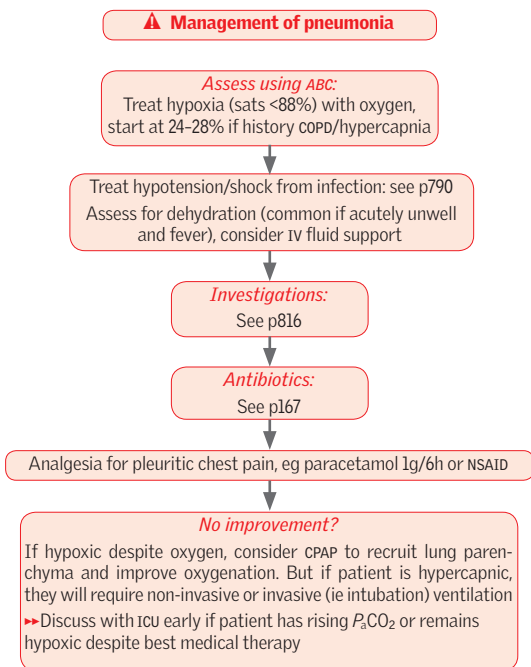 ⚠ Management of pneumonia
Assess using ABC:
Treat hypoxia (sats <88%) with oxygen,
start at 24–28% if history COPD/hypercapnia
Treat hypotension/shock from infection: see p790
Assess for dehydration (common if acutely unwell
and fever), consider IV fluid support
Investigations:
See p816
Antibiotics:
See p167
Analgesia for pleuritic chest pain, eg paracetamol 1g/6h or NSAID
No improvement?
If hypoxic despite oxygen, consider CPAP to recruit lung paren-
chyma and improve oxygenation. But if patient is hypercapnic,
they will require non-invasive or invasive (ie intubation) ventilation
▸▸Discuss with ICU early if patient has rising PaCO2 or remains
hypoxic despite best medical therapy